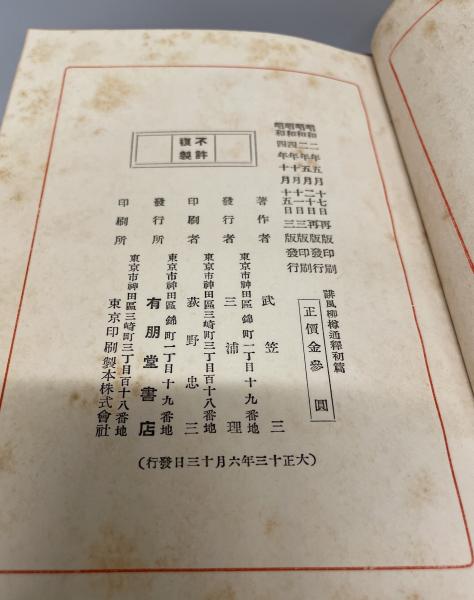 誹風柳樽通釋初篇
正價金參圓
昭和二年五月十七日再版印刷
昭和二年五月二十日再版發行
昭和四年十月十一日三版印刷
昭和四年十月十五日三版發行
不許
復製
著作者 武笠三
東京市神田區錦町一丁目十九番地
發行者 三浦理
東京市神田區三崎町三丁目百十八番地
印刷者 荻野忠三
東京市神田區錦町一丁目十九番地
發行所 有朋堂書店
東京市神田區三崎町三丁目百十八番地
印刷所 東京印刷製本株式會社
(大正十三年六月十三日發行)